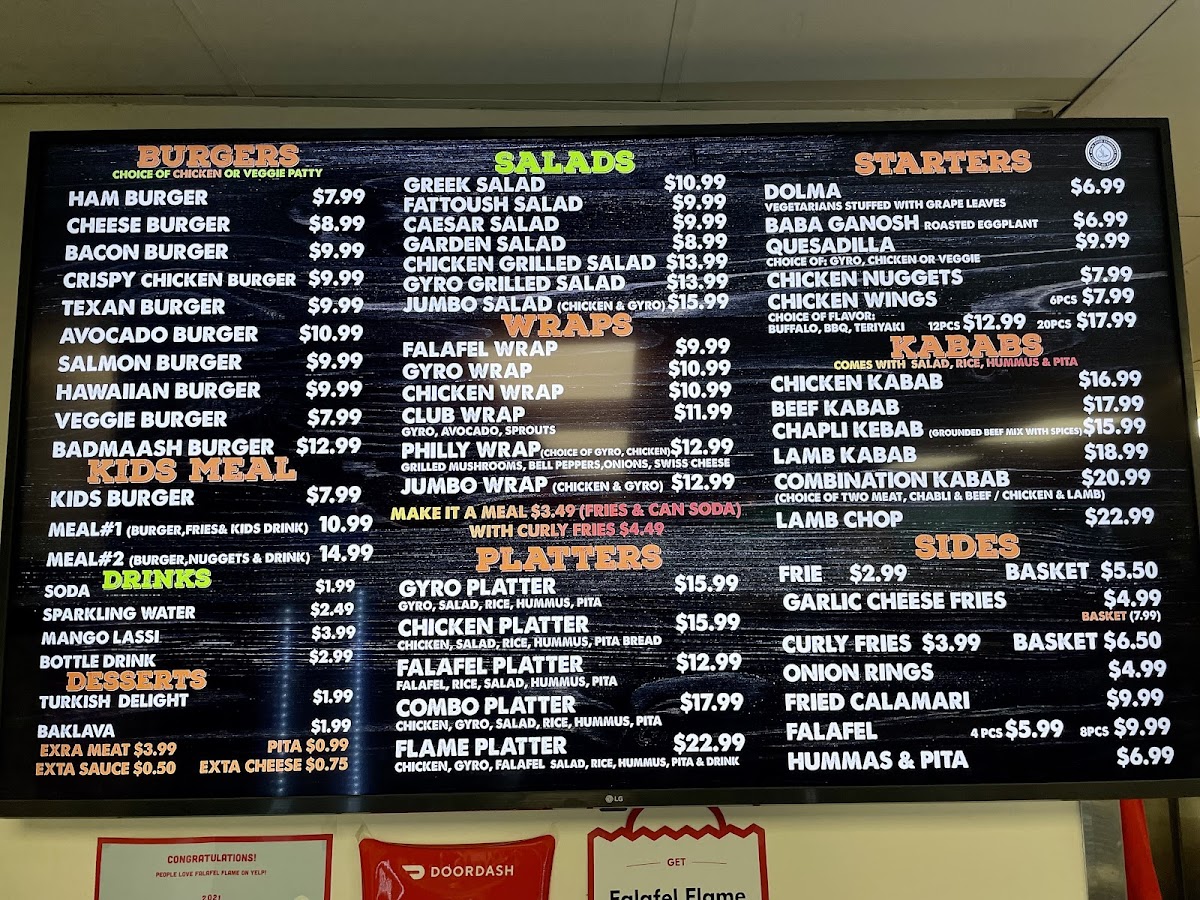 BURGERS
CHOICE OF CHICKEN OR VEGGIE PATTY
HAM BURGER $7.99
CHEESE BURGER $8.99
BACON BURGER $9.99
CRISPY CHICKEN BURGER $9.99
TEXAN BURGER $9.99
AVOCADO BURGER $10.99
SALMON BURGER $9.99
HAWAIIAN BURGER $9.99
VEGGIE BURGER $7.99
BADMAASH BURGER $12.99
KIDS MEAL
KIDS BURGER $7.99
MEAL#1 (BURGER,FRIES& KIDS DRINK) 10.99
MEAL#2 (BURGER,NUGGETS & DRINK) 14.99
DRINKS
SODA $1.99
SPARKLING WATER $2.49
MANGO LASSI $3.99
BOTTLE DRINK $2.99
DESSERTS
TURKISH DELIGHT $1.99
BAKLAVA $1.99
EXRA MEAT $3.99 PITA $0.99
EXTA SAUCE $0.50 EXTA CHEESE $0.75
SALADS
GREEK SALAD $10.99
FATTOUSH SALAD $9.99
CAESAR SALAD $9.99
GARDEN SALAD $8.99
CHICKEN GRILLED SALAD $13.99
GYRO GRILLED SALAD $13.99
JUMBO SALAD (CHICKEN & GYRO) $15.99
WRAPS
FALAFEL WRAP $9.99
GYRO WRAP $10.99
CHICKEN WRAP $10.99
CLUB WRAP $11.99
GYRO, AVOCADO, SPROUTS
PHILLY WRAP (CHOICE OF GYRO, CHICKEN) $12.99
GRILLED MUSHROOMS, BELL PEPPERS,ONIONS, SWISS CHEESE
JUMBO WRAP (CHICKEN & GYRO) $12.99
MAKE IT A MEAL $3.49 (FRIES & CAN SODA)
WITH CURLY FRIES $4.49
PLATTERS
GYRO PLATTER $15.99
GYRO, SALAD, RICE, HUMMUS, PITA
CHICKEN PLATTER $15.99
CHICKEN, SALAD, RICE, HUMMUS, PITA BREAD
FALAFEL PLATTER $12.99
FALAFEL, RICE, SALAD, HUMMUS, PITA
COMBO PLATTER $17.99
CHICKEN, GYRO, SALAD, RICE, HUMMUS, PITA
FLAME PLATTER $22.99
CHICKEN, GYRO, FALAFEL SALAD, RICE, HUMMUS, PITA & DRINK
STARTERS
DOLMA $6.99
VEGETARIANS STUFFED WITH GRAPE LEAVES
BABA GANOSH ROASTED EGGPLANT $6.99
QUESADILLA $9.99
CHOICE OF: GYRO, CHICKEN OR VEGGIE
CHICKEN NUGGETS $7.99
CHICKEN WINGS 6PCS $7.99
CHOICE OF FLAVOR:
BUFFALO, BBQ, TERIYAKI 12PCS $12.99 20PCS $17.99
KABABS
COMES WITH SALAD, RICE, HUMMUS & PITA
CHICKEN KABAB $16.99
BEEF KABAB $17.99
CHAPLI KEBAB (GROUNDED BEEF MIX WITH SPICES) $15.99
LAMB KABAB $18.99
COMBINATION KABAB $20.99
(CHOICE OF TWO MEAT, CHABLI & BEEF / CHICKEN & LAMB)
LAMB CHOP $22.99
SIDES
FRIE $2.99 BASKET $5.50
GARLIC CHEESE FRIES $4.99
BASKET (7.99)
CURLY FRIES $3.99 BASKET $6.50
ONION RINGS $4.99
FRIED CALAMARI $9.99
FALAFEL 4 PCS $5.99 8PCS $9.99
HUMMAS & PITA $6.99
LG
CONGRATULATIONS!
PEOPLE LOVE FALAFEL FLAME ON YELP!
2021
DOORDASH
GET
Falafel Flame